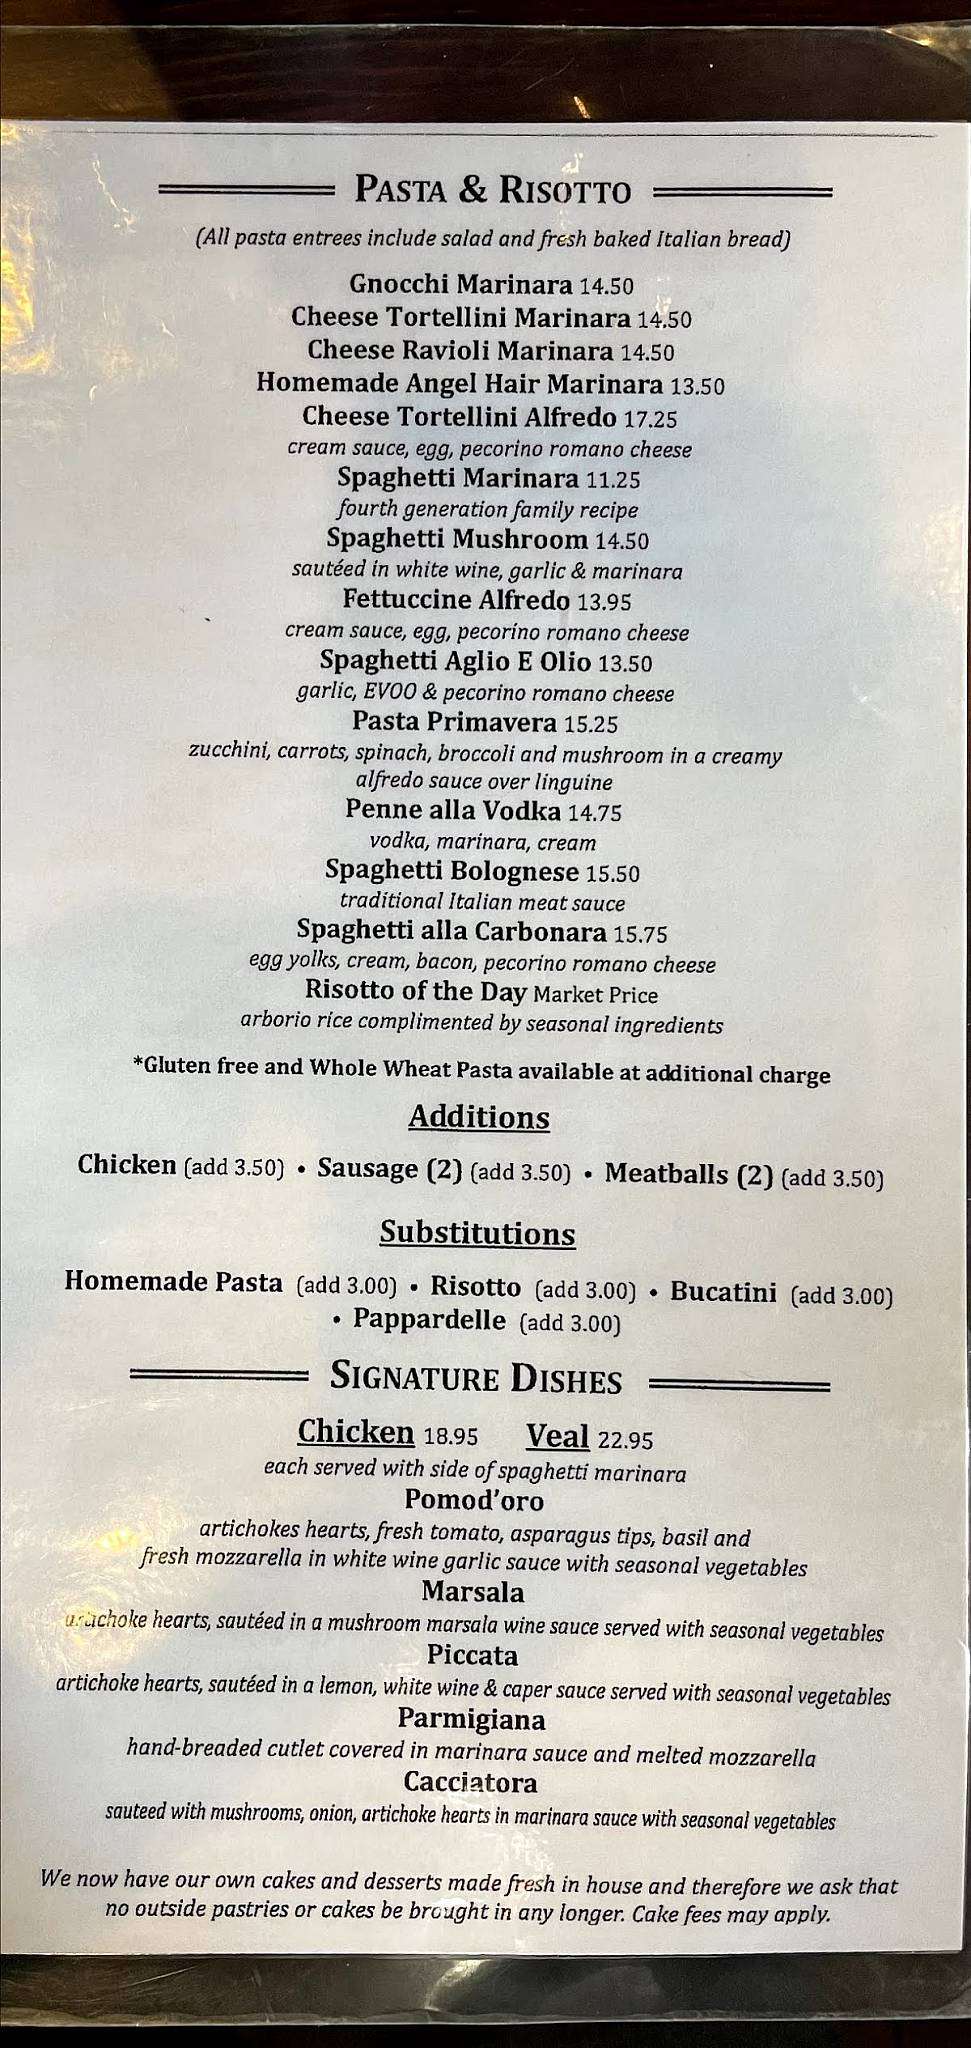 PASTA & RISOTTO
(All pasta entrees include salad and fresh baked Italian bread)
Gnocchi Marinara 14.50
Cheese Tortellini Marinara 14.50
Cheese Ravioli Marinara 14.50
Homemade Angel Hair Marinara 13.50
Cheese Tortellini Alfredo 17.25
cream sauce, egg, pecorino romano cheese
Spaghetti Marinara 11.25
fourth generation family recipe
Spaghetti Mushroom 14.50
sautéed in white wine, garlic & marinara
Fettuccine Alfredo 13.95
cream sauce, egg, pecorino romano cheese
Spaghetti Aglio E Olio 13.50
garlic, EVOO & pecorino romano cheese
Pasta Primavera 15.25
zucchini, carrots, spinach, broccoli and mushroom in a creamy
alfredo sauce over linguine
Penne alla Vodka 14.75
vodka, marinara, cream
Spaghetti Bolognese 15.50
traditional Italian meat sauce
Spaghetti alla Carbonara 15.75
egg yolks, cream, bacon, pecorino romano cheese
Risotto of the Day Market Price
arborio rice complimented by seasonal ingredients
*Gluten free and Whole Wheat Pasta available at additional charge
Additions
Chicken (add 3.50) • Sausage (2) (add 3.50) • Meatballs (2) (add 3.50)
Substitutions
Homemade Pasta (add 3.00) • Risotto (add 3.00) • Bucatini (add 3.00)
• Pappardelle (add 3.00)
SIGNATURE DISHES
Chicken 18.95 Veal 22.95
each served with side of spaghetti marinara
Pomod'oro
artichokes hearts, fresh tomato, asparagus tips, basil and
fresh mozzarella in white wine garlic sauce with seasonal vegetables
Marsala
artichoke hearts, sautéed in a mushroom marsala wine sauce served with seasonal vegetables
Piccata
artichoke hearts, sautéed in a lemon, white wine & caper sauce served with seasonal vegetables
Parmigiana
hand-breaded cutlet covered in marinara sauce and melted mozzarella
Cacciatora
sauteed with mushrooms, onion, artichoke hearts in marinara sauce with seasonal vegetables
We now have our own cakes and desserts made fresh in house and therefore we ask that
no outside pastries or cakes be brought in any longer. Cake fees may apply.